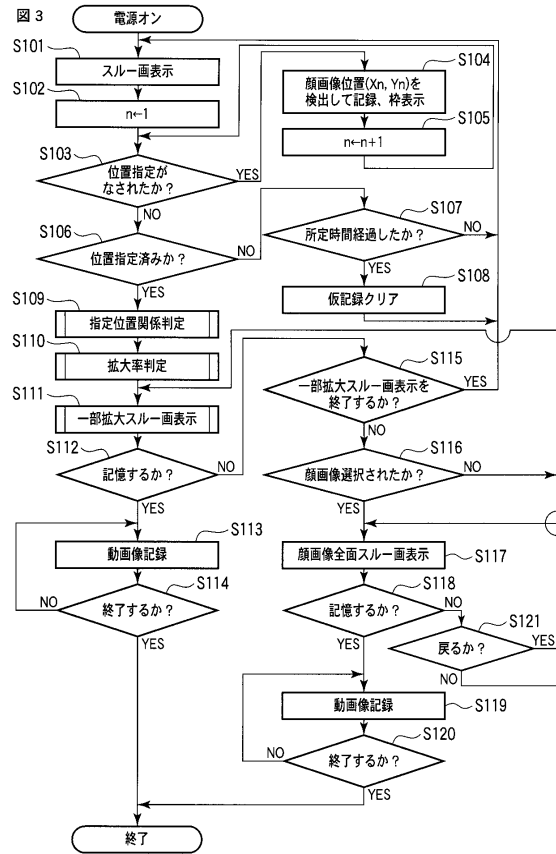 図3
電源オン
S101
スルー画表示
S102
n←1
S103
位置指定が
なされたか？
YES
NO
S104
顔画像位置(Xn, Yn)を
検出して記録、枠表示
S105
n←n+1
S106
位置指定済みか？
NO
YES
S107
所定時間経過したか？
NO
YES
S108
仮記録クリア
S109
指定位置関係判定
S110
拡大率判定
S111
一部拡大スルー画表示
S112
記憶するか？
NO
YES
S113
動画像記録
S114
終了するか？
NO
YES
S115
一部拡大スルー画表示を
終了するか？
YES
NO
S116
顔画像選択されたか？
NO
YES
S117
顔画像全面スルー画表示
S118
記憶するか？
NO
YES
S121
戻るか？
YES
NO
S119
動画像記録
S120
終了するか？
NO
YES
終了